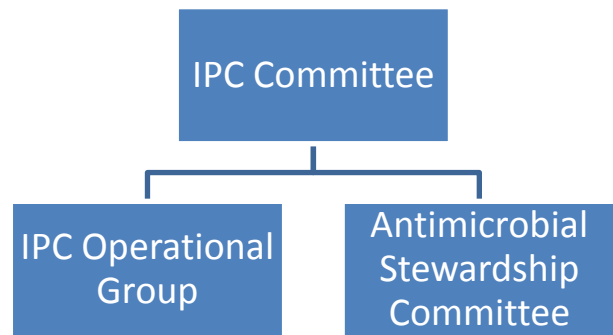 IPC Committee
IPC Operational
Group
Antimicrobial
Stewardship
Committee